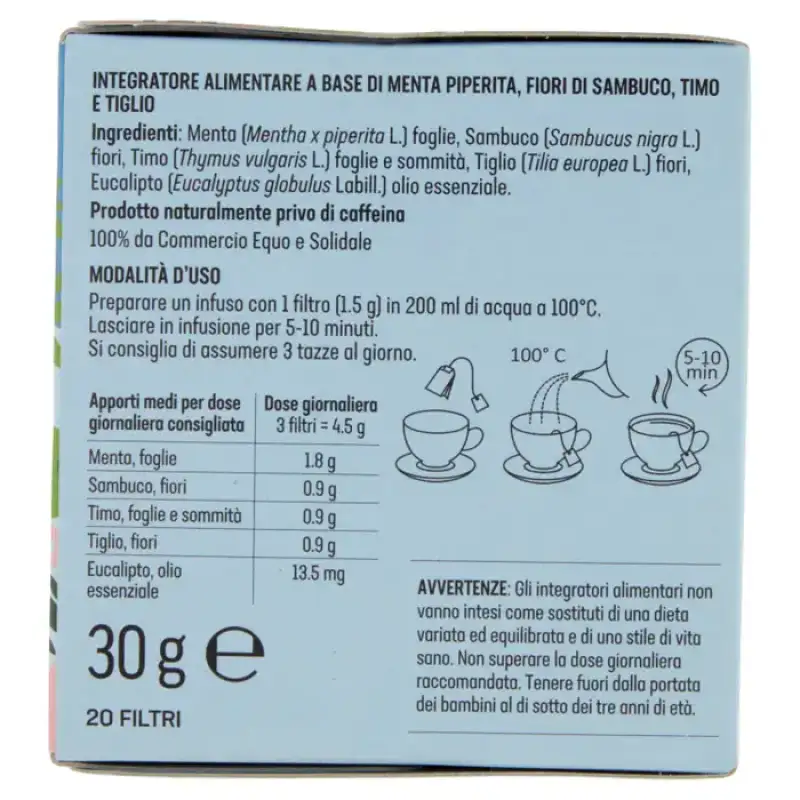 INTEGRATORE ALIMENTARE A BASE DI MENTA PIPERITA, FIORI DI SAMBUCO, TIMO
E TIGLIO
Ingredienti: Menta (Mentha x piperita L.) foglie, Sambuco (Sambucus nigra L.)
fiori, Timo (Thymus vulgaris L.) foglie e sommità, Tiglio (Tilia europea L.) fiori,
Eucalipto (Eucalyptus globulus Labill.) olio essenziale.
Prodotto naturalmente privo di caffeina
100% da Commercio Equo e Solidale
MODALITÀ D'USO
Preparare un infuso con 1 filtro (1.5 g) in 200 ml di acqua a 100°C.
Lasciare in infusione per 5-10 minuti.
Si consiglia di assumere 3 tazze al giorno.
100° C
5-10
min
Apporti medi per dose Dose giornaliera
giornaliera consigliata 3 filtri = 4.5 g
Menta, foglie 1.8 g
Sambuco, fiori 0.9 g
Timo, foglie e sommità 0.9 g
Tiglio, fiori 0.9 g
Eucalipto, olio 13.5 mg
essenziale
30 g e
20 FILTRI
AVVERTENZE: Gli integratori alimentari non
vanno intesi come sostituti di una dieta
variata ed equilibrata e di uno stile di vita
sano. Non superare la dose giornaliera
raccomandata. Tenere fuori dalla portata
dei bambini al di sotto dei tre anni di età.